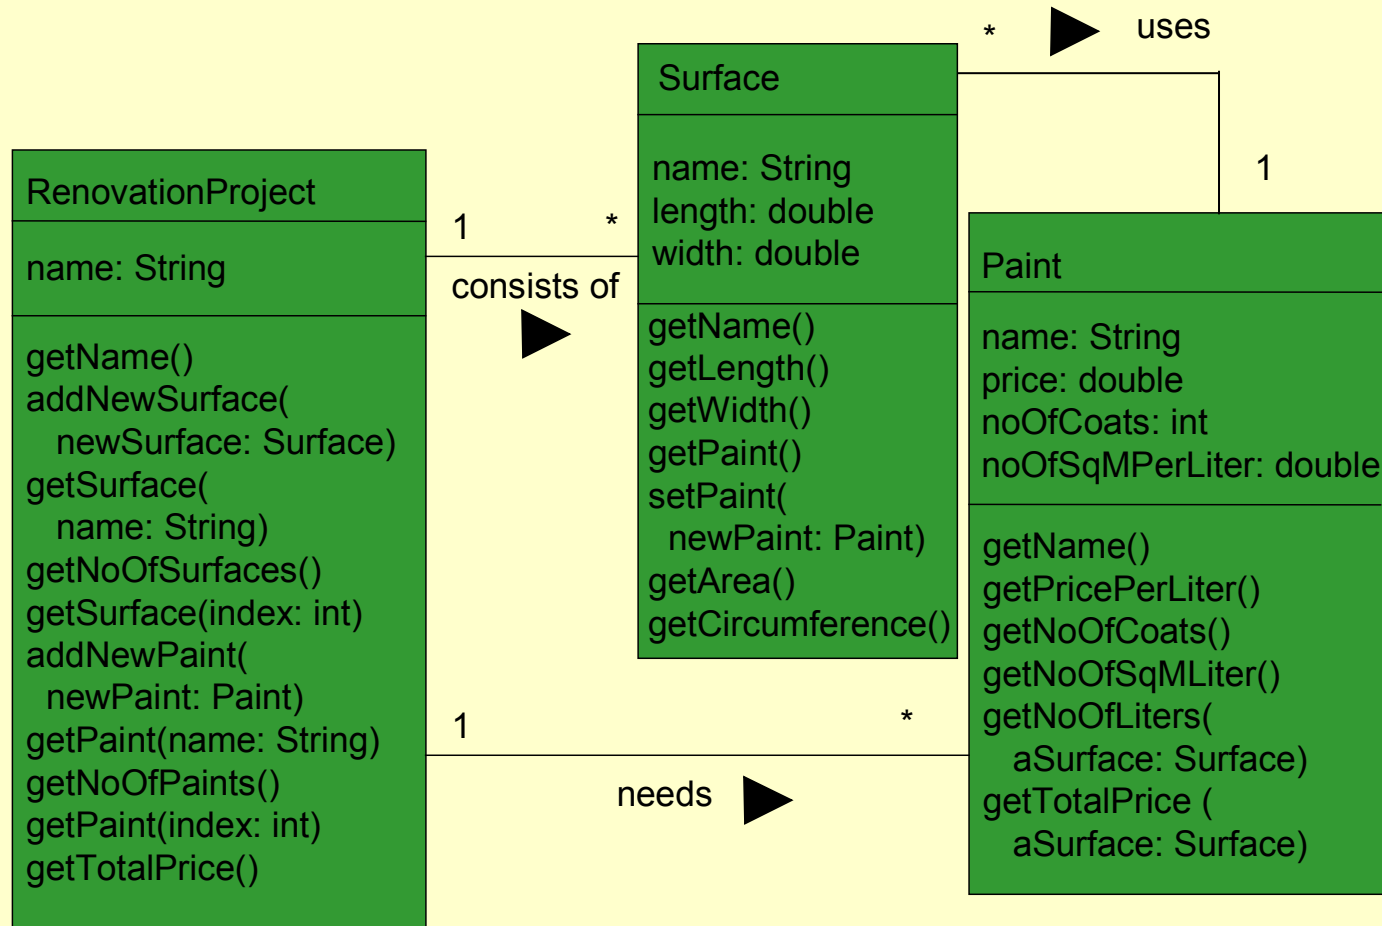 RenovationProject
name: String
getName()
addNewSurface(
newSurface: Surface)
getSurface(
name: String)
getNoOfSurfaces()
getSurface(index: int)
addNewPaint(
newPaint: Paint)
getPaint(name: String)
getNoOfPaints()
getPaint(index: int)
getTotalPrice()
1 *
consists of
Surface
name: String
length: double
width: double
getName()
getLength()
getWidth()
getPaint()
setPaint(
newPaint: Paint)
getArea()
getCircumference()
* uses
1
1 *
needs
Paint
name: String
price: double
noOfCoats: int
noOfSqMPerLiter: double
getName()
getPricePerLiter()
getNoOfCoats()
getNoOfSqMLiter()
getNoOfLiters(
aSurface: Surface)
getTotalPrice (
aSurface: Surface)